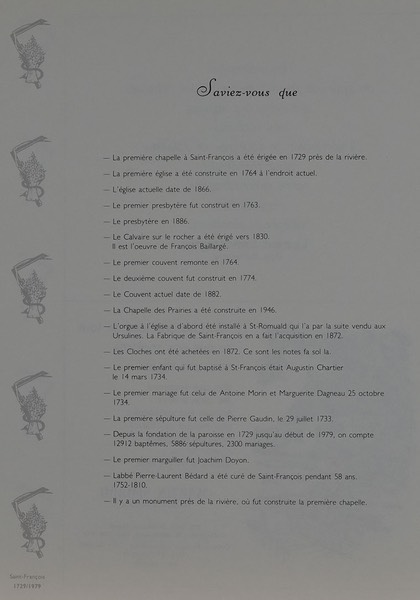 Saviez-vous que
— La première chapelle à Saint-François a été érigée en 1729 près de la rivière.
— La première église a été construite en 1764 à l'endroit actuel.
— L'église actuelle date de 1866.
— Le premier presbytère fut construit en 1763.
— Le presbytère en 1886.
— Le Calvaire sur le rocher a été érigé vers 1830.
Il est l'oeuvre de François Baillargé.
— Le premier couvent remonte en 1764.
— Le deuxième couvent fut construit en 1774.
— Le Couvent actuel date de 1882.
— La Chapelle des Prairies a été construite en 1946.
— L'orgue à l'église a d'abord été installé à St-Romuald qui l'a par la suite vendu aux
Ursulines. La Fabrique de Saint-François en a fait l'acquisition en 1872.
— Les Cloches ont été achetées en 1872. Ce sont les notes fa sol la.
— Le premier enfant qui fut baptisé à St-François était Augustin Chartier
le 14 mars 1734.
— Le premier mariage fut celui de Antoine Morin et Marguerite Dagneau 25 octobre
1734.
— La première sépulture fut celle de Pierre Gaudin, le 29 juillet 1733.
— Depuis la fondation de la paroisse en 1729 jusqu'au début de 1979, on compte
12912 baptêmes, 5886 sépultures, 2300 mariages.
— Le premier marguiller fut Joachim Doyon.
— Labbé Pierre-Laurent Bédard a été curé de Saint-François pendant 58 ans.
1752-1810.
— Il y a un monument près de la rivière, où fut construite la première chapelle.
Saint-François
1729/1979